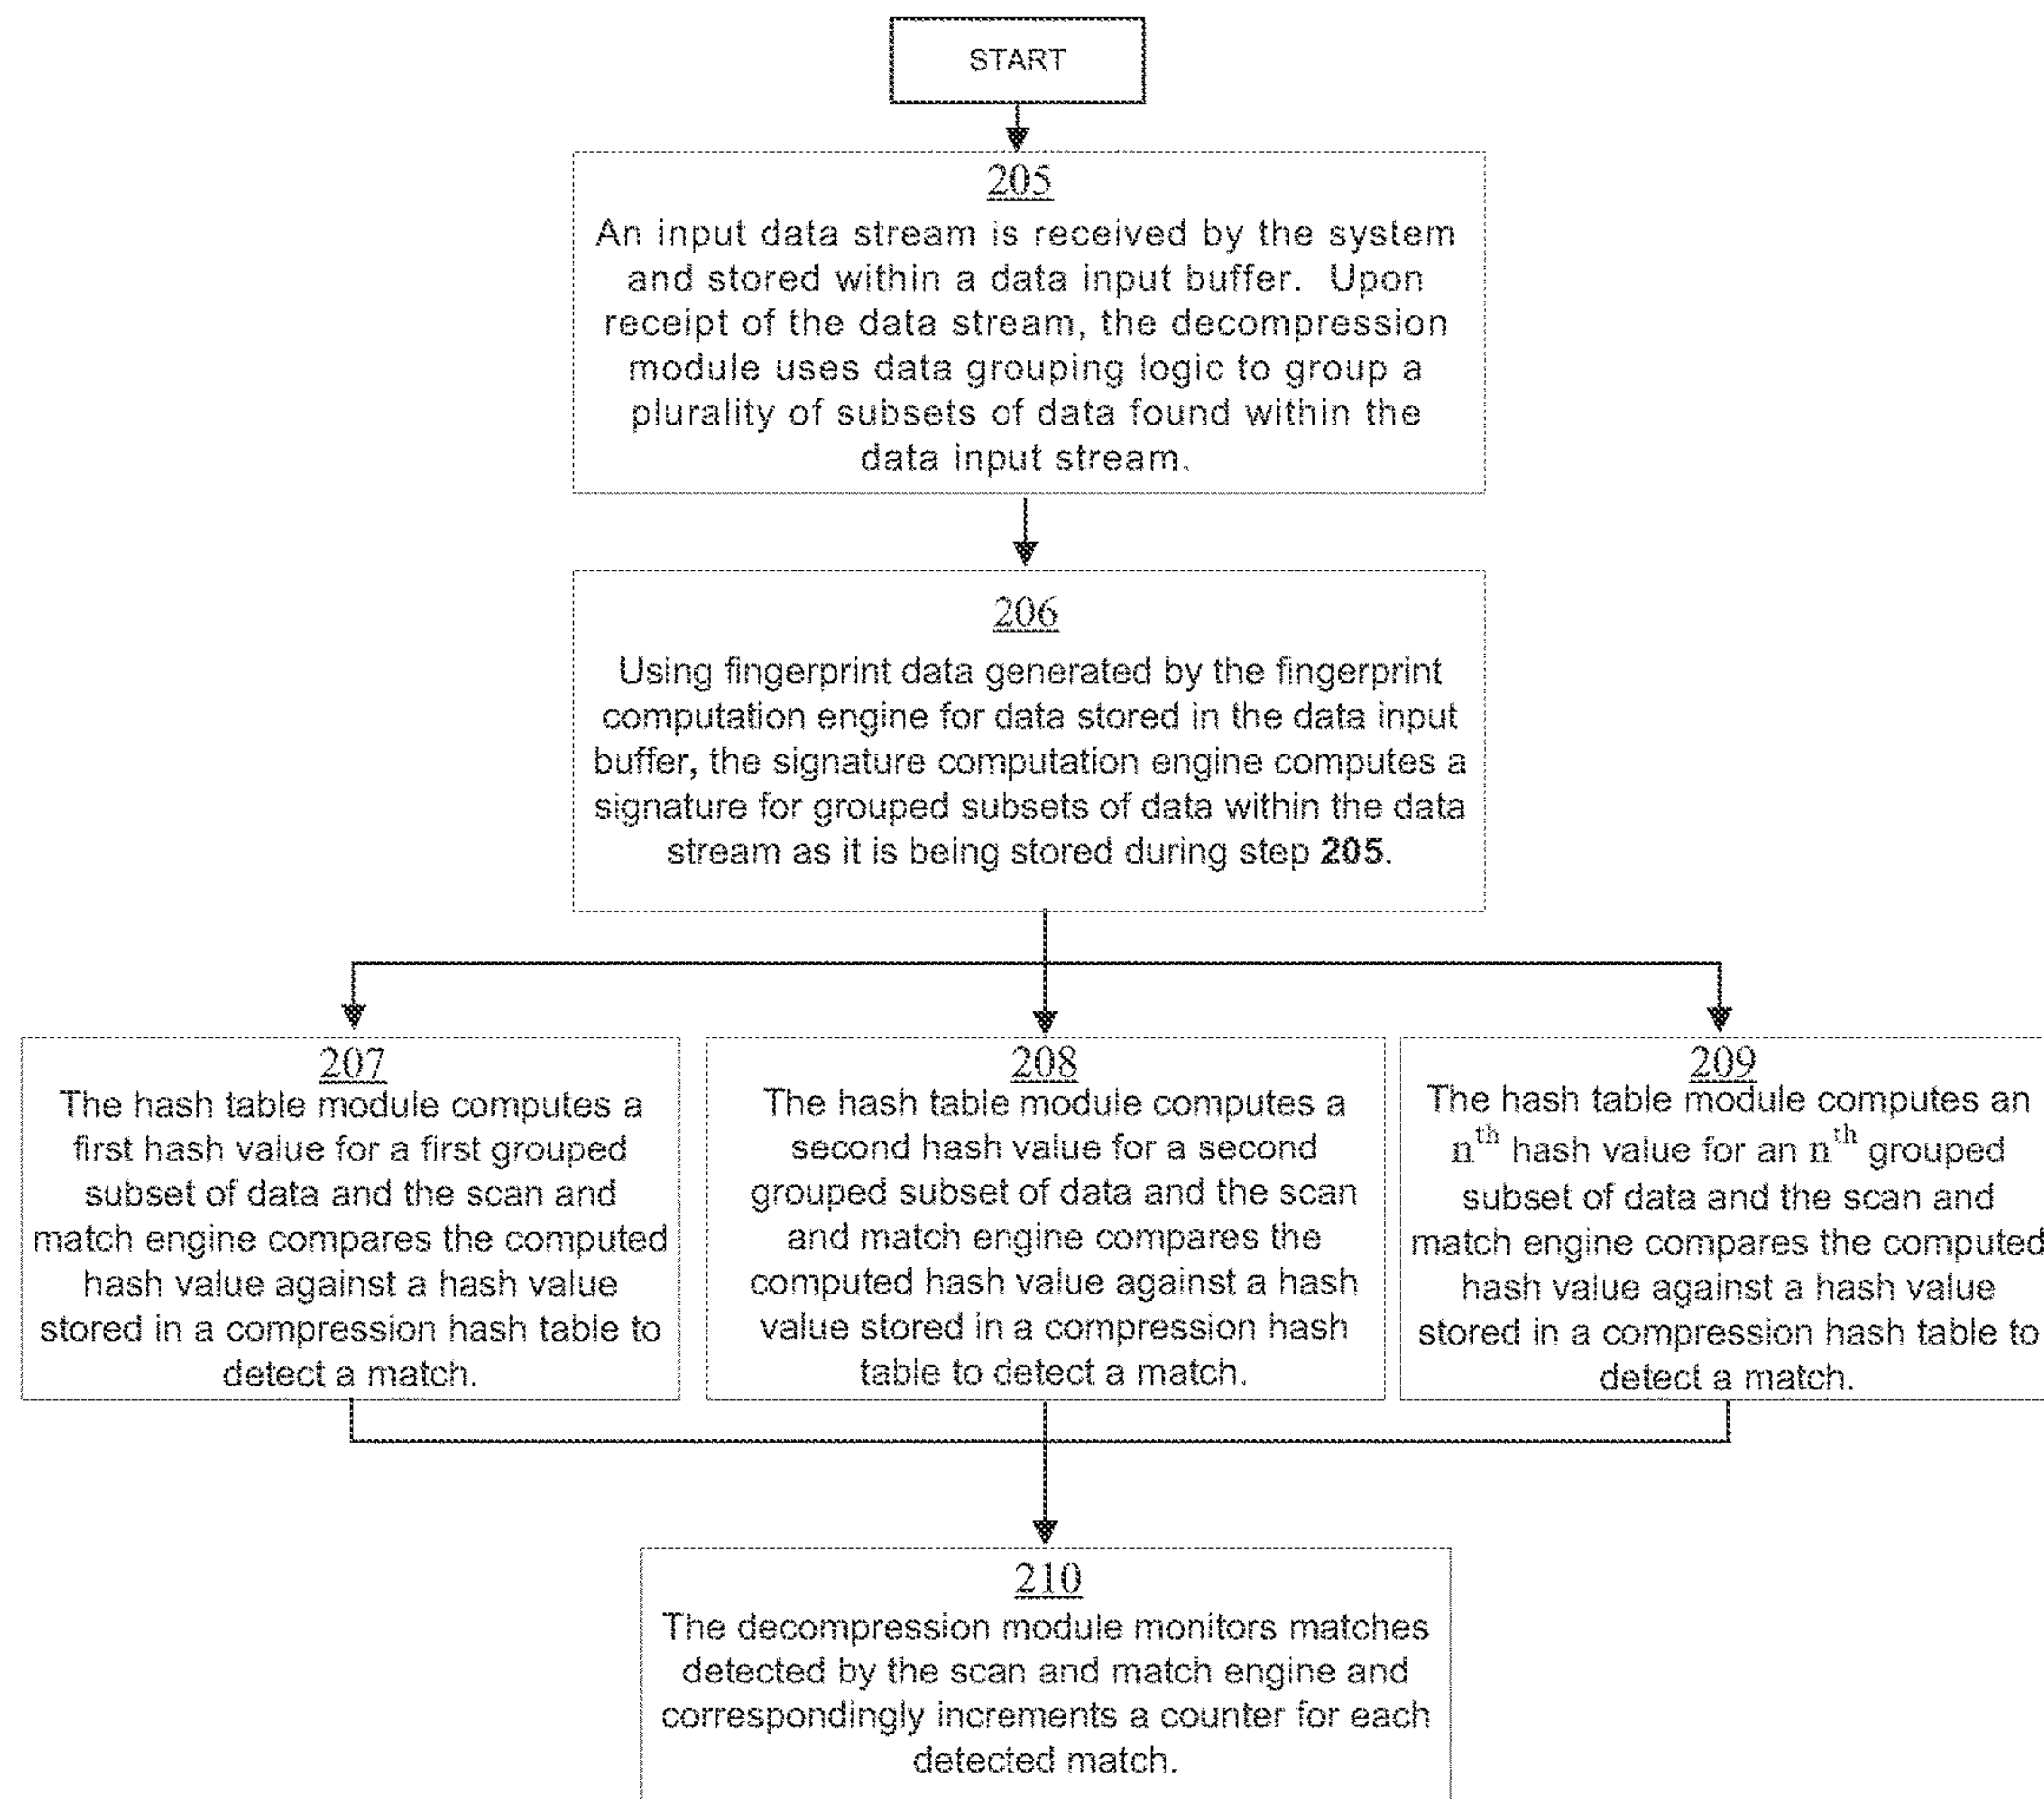 START
205
An input data stream is received by the system
and stored within a data input buffer. Upon
receipt of the data stream, the decompression
module uses data grouping logic to group a
plurality of subsets of data found within the
data input stream.
206
Using fingerprint data generated by the fingerprint
computation engine for data stored in the data input
buffer, the signature computation engine computes a
signature for grouped subsets of data within the data
stream as it is being stored during step 205.
207
The hash table module computes a
first hash value for a first grouped
subset of data and the scan and
match engine compares the computed
hash value against a hash value
stored in a compression hash table to
detect a match.
208
The hash table module computes a
second hash value for a second
grouped subset of data and the scan
and match engine compares the
computed hash value against a hash
value stored in a compression hash
table to detect a match.
209
The hash table module computes an
nth hash value for an nth grouped
subset of data and the scan and
match engine compares the computed
hash value against a hash value
stored in a compression hash table to
detect a match.
210
The decompression module monitors matches
detected by the scan and match engine and
correspondingly increments a counter for each
detected match.